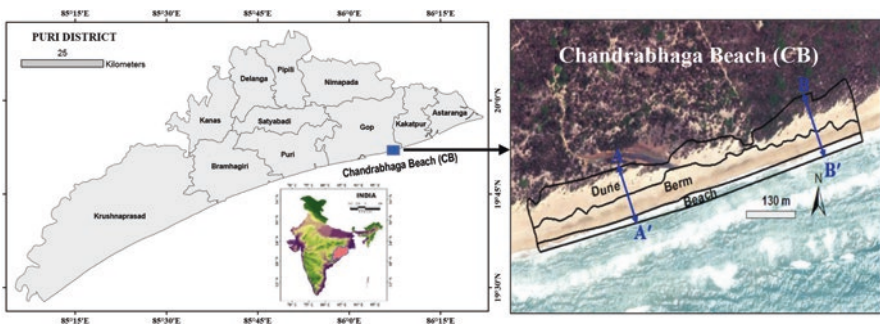 85°15'E 85°30'E 85°45'E 86°0'E 86°15'E
PURI DISTRICT
25
Kilometers
Pipili
Delanga
Nimapada
Kanas
Satyabadi
Gop
Kakatpur
Astaranga
Bramhagiri
Puri
Krushnaprasad
Chandrabhaga Beach (CB)
INDIA
20°0'N
19°45'N
19°30'N
85°15'E 85°30'E 85°45'E 86°0'E 86°15'E
Chandrabhaga Beach (CB)
Dune
Berm
Beach
A'
B'
N
130 m